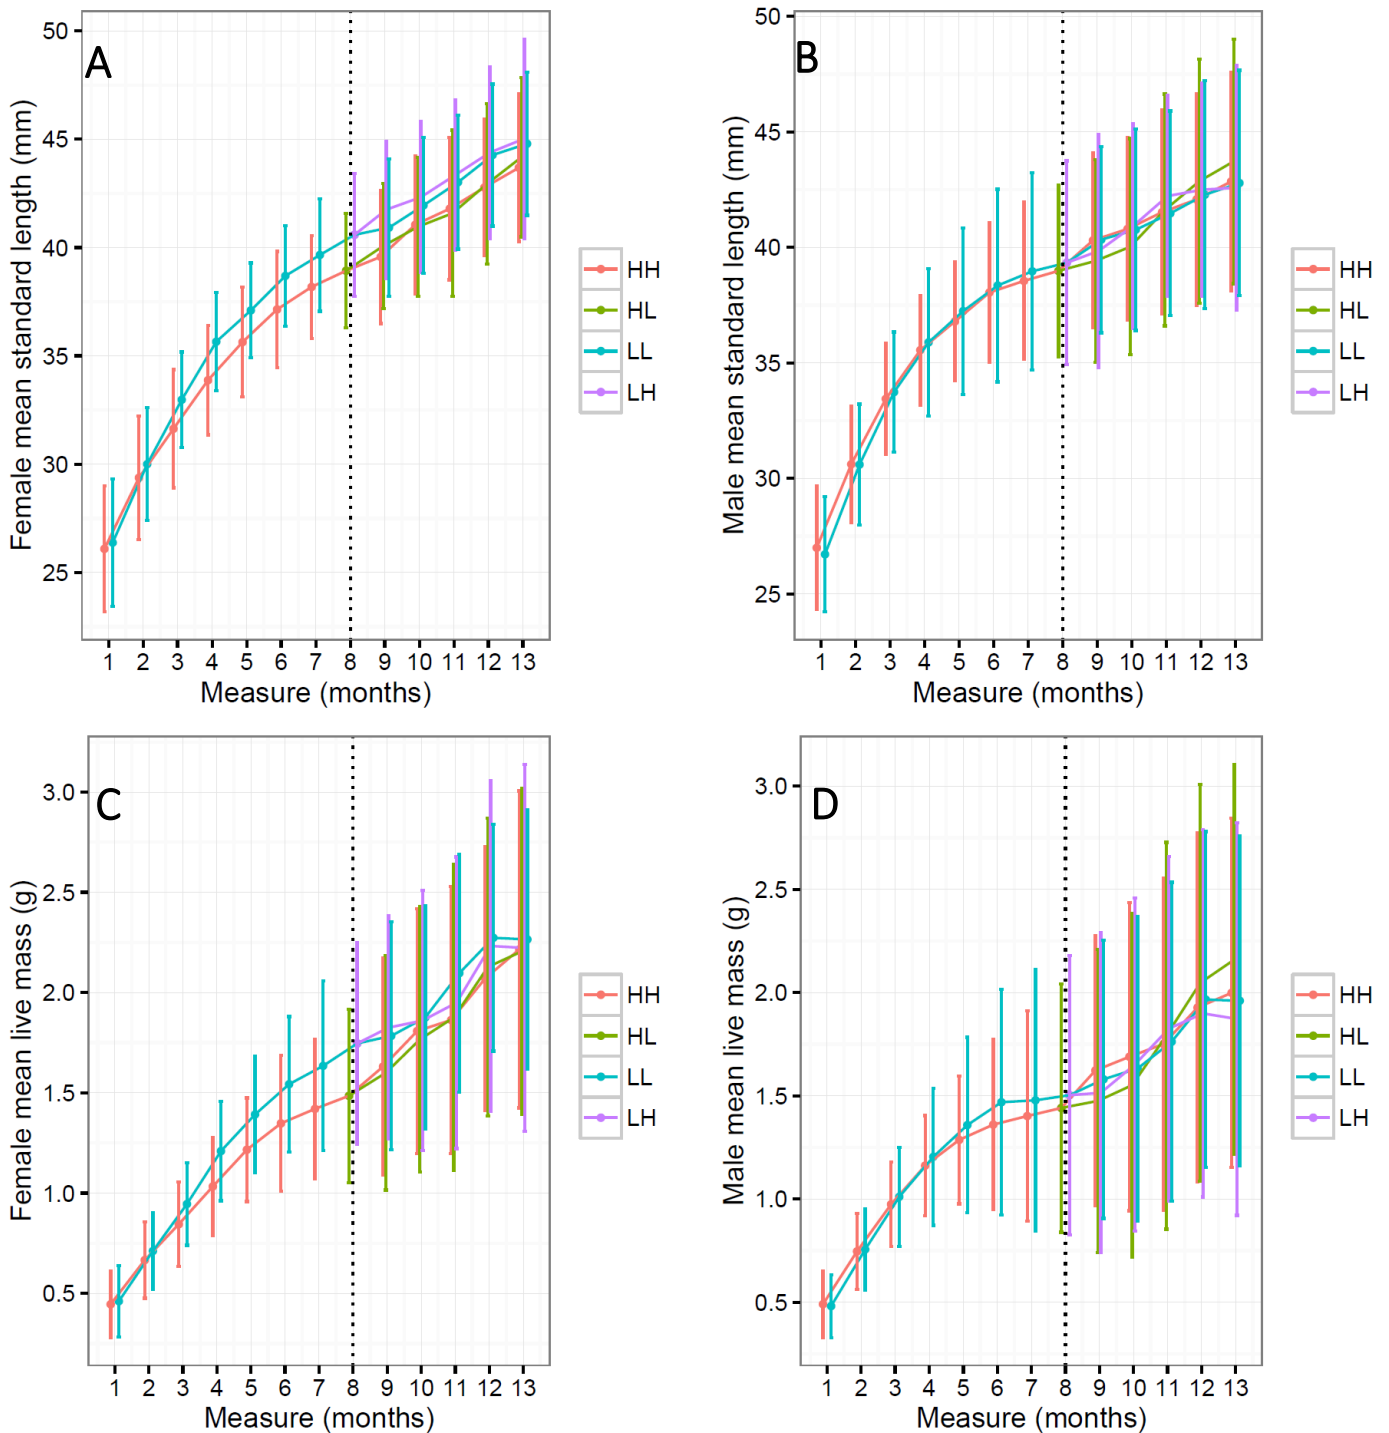 A
Female mean standard length (mm)
50
45
40
35
30
25
1 2 3 4 5 6 7 8 9 10 11 12 13
Measure (months)
HH
HL
LL
LH
B
Male mean standard length (mm)
50
45
40
35
30
25
1 2 3 4 5 6 7 8 9 10 11 12 13
Measure (months)
HH
HL
LL
LH
C
Female mean live mass (g)
3.0
2.5
2.0
1.5
1.0
0.5
1 2 3 4 5 6 7 8 9 10 11 12 13
Measure (months)
HH
HL
LL
LH
D
Male mean live mass (g)
3.0
2.5
2.0
1.5
1.0
0.5
1 2 3 4 5 6 7 8 9 10 11 12 13
Measure (months)
HH
HL
LL
LH